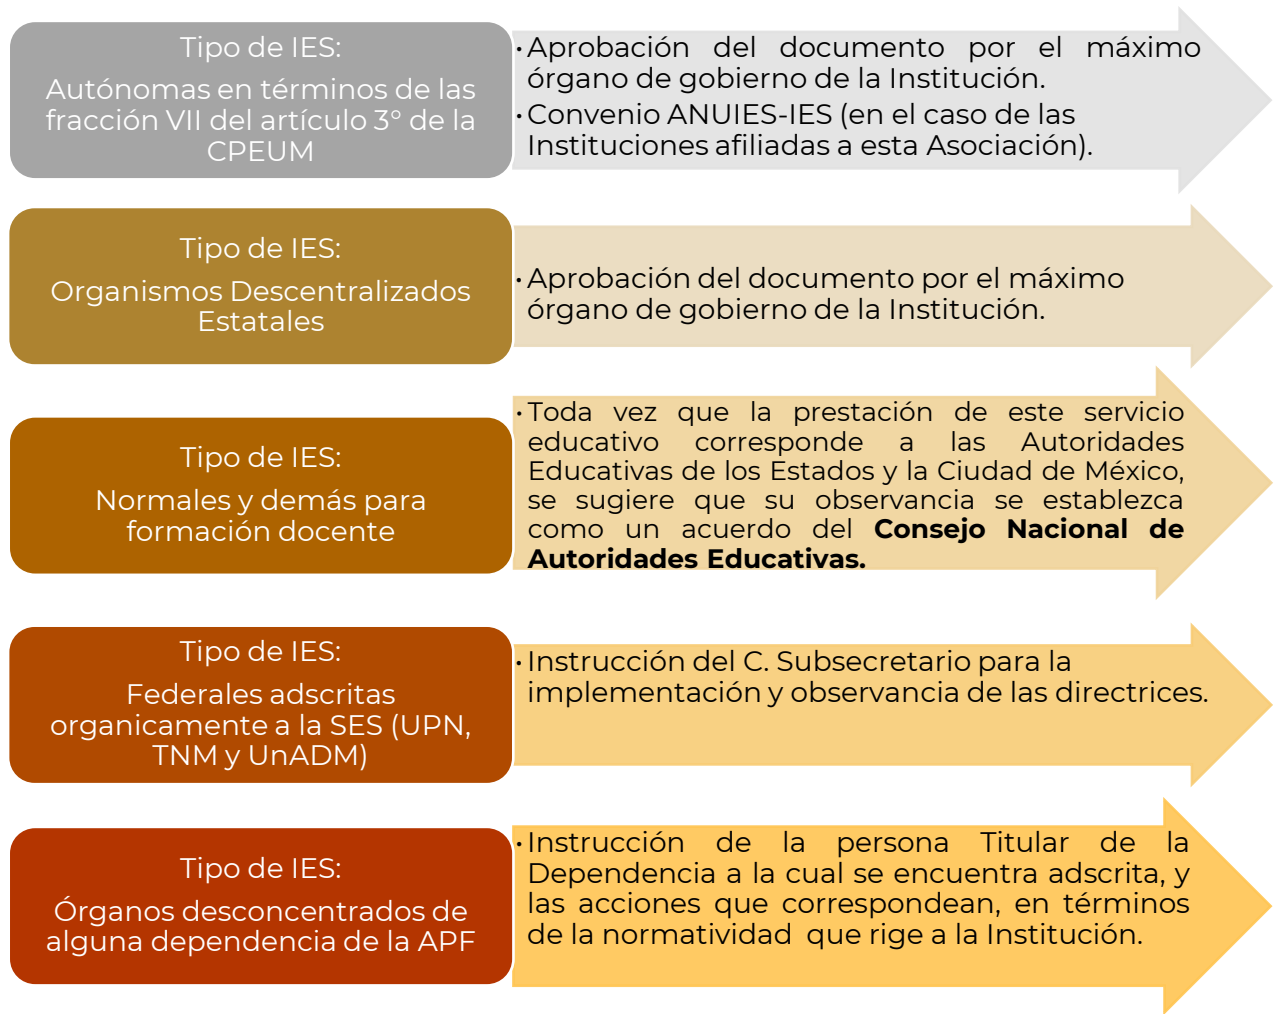 Tipo de IES:
Autónomas en términos de las
fracción VII del artículo 3° de la
CPEUM
• Aprobación del documento por el máximo
órgano de gobierno de la Institución.
• Convenio ANUIES-IES (en el caso de las
Instituciones afiliadas a esta Asociación).
Tipo de IES:
Organismos Descentralizados
Estatales
• Aprobación del documento por el máximo
órgano de gobierno de la Institución.
Tipo de IES:
Normales y demás para
formación docente
• Toda vez que la prestación de este servicio
educativo corresponde a las Autoridades
Educativas de los Estados y la Ciudad de México,
se sugiere que su observancia se establezca
como un acuerdo del Consejo Nacional de
Autoridades Educativas.
Tipo de IES:
Federales adscritas
organicamente a la SES (UPN,
TNM y UnADM)
• Instrucción del C. Subsecretario para la
implementación y observancia de las directrices.
Tipo de IES:
Órganos desconcentrados de
alguna dependencia de la APF
• Instrucción de la persona Titular de la
Dependencia a la cual se encuentra adscrita, y
las acciones que correspondean, en términos
de la normatividad que rige a la Institución.